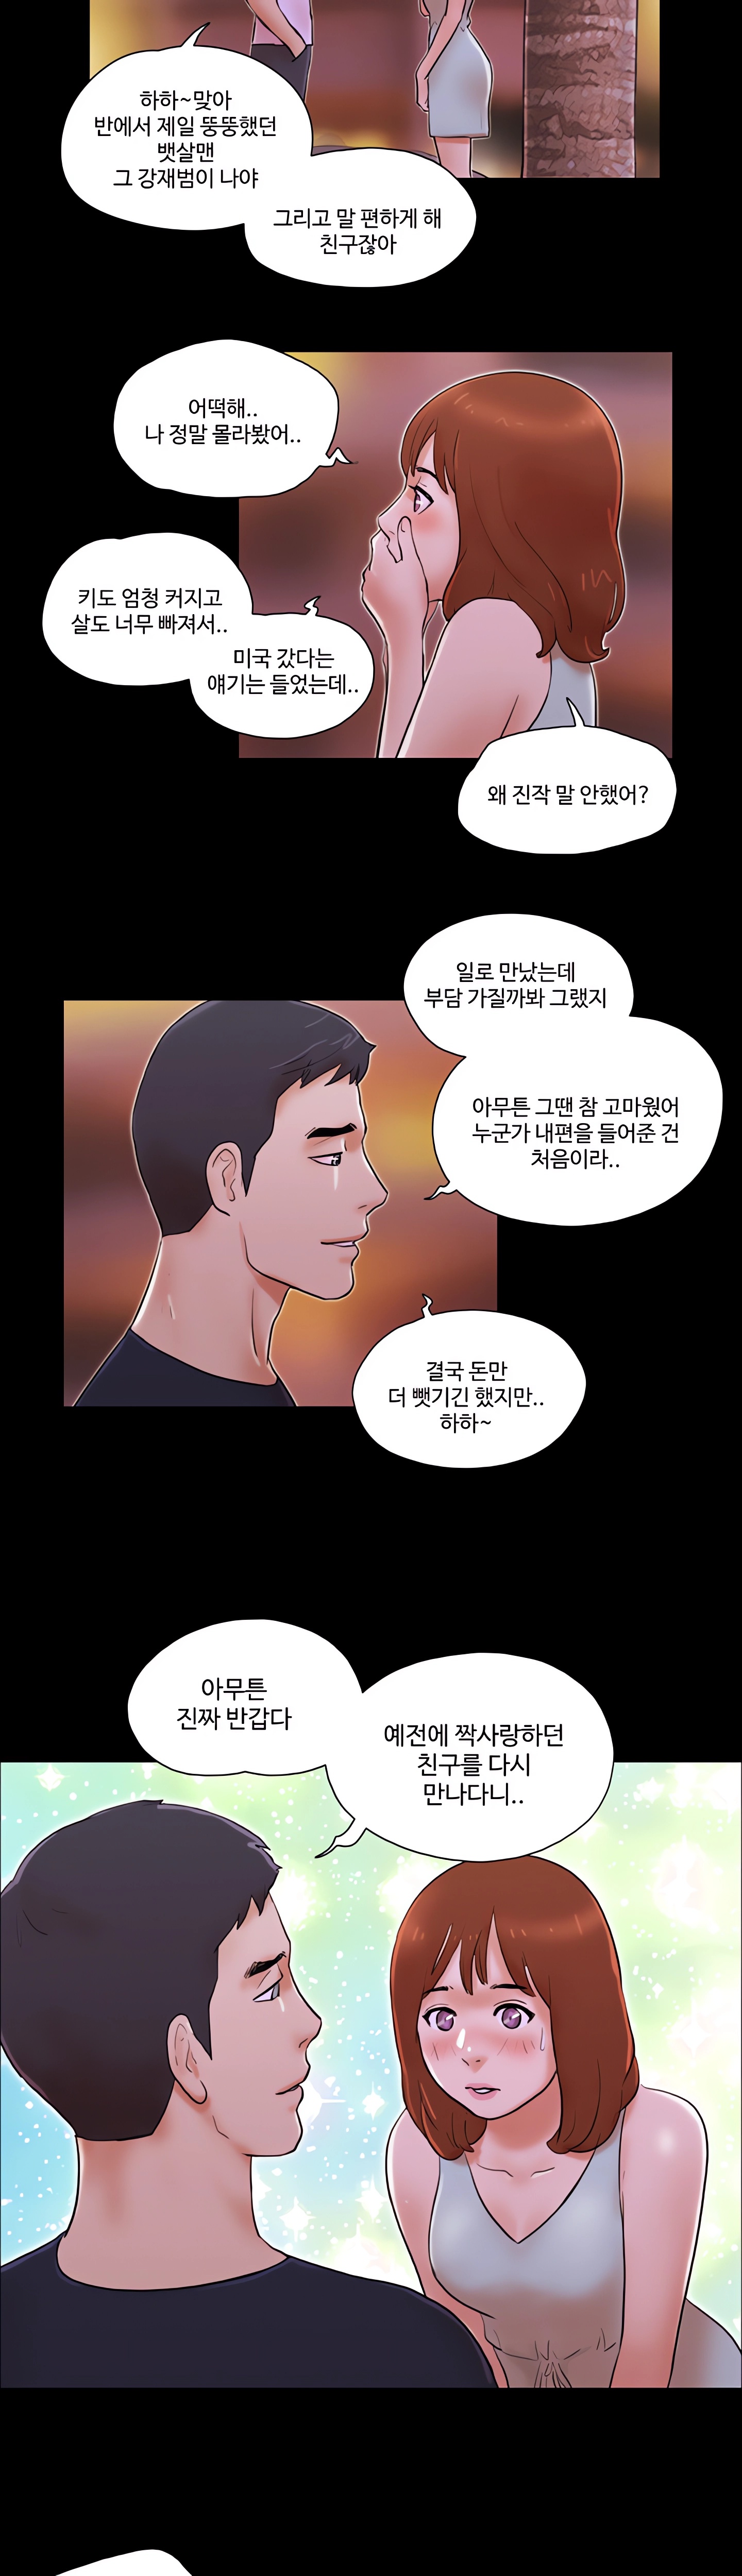 하하~맞아
반에서 제일 뚱뚱했던
뱃살맨
그 강재범이 나야
그리고 말 편하게 해
친구잖아
어떡해..
나 정말 몰라봤어..
키도 엄청 커지고
살도 너무 빠져서..
미국 갔다는
얘기는 들었는데..
왜 진작 말 안했어?
일로 만났는데
부담 가질까봐 그랬지
아무튼 그땐 참 고마웠어
누군가 내편을 들어준 건
처음이라..
결국 돈만
더 뺏기긴 했지만..
하하~
아무튼
진짜 반갑다
예전에 짝사랑하던
친구를 다시
만나다니..